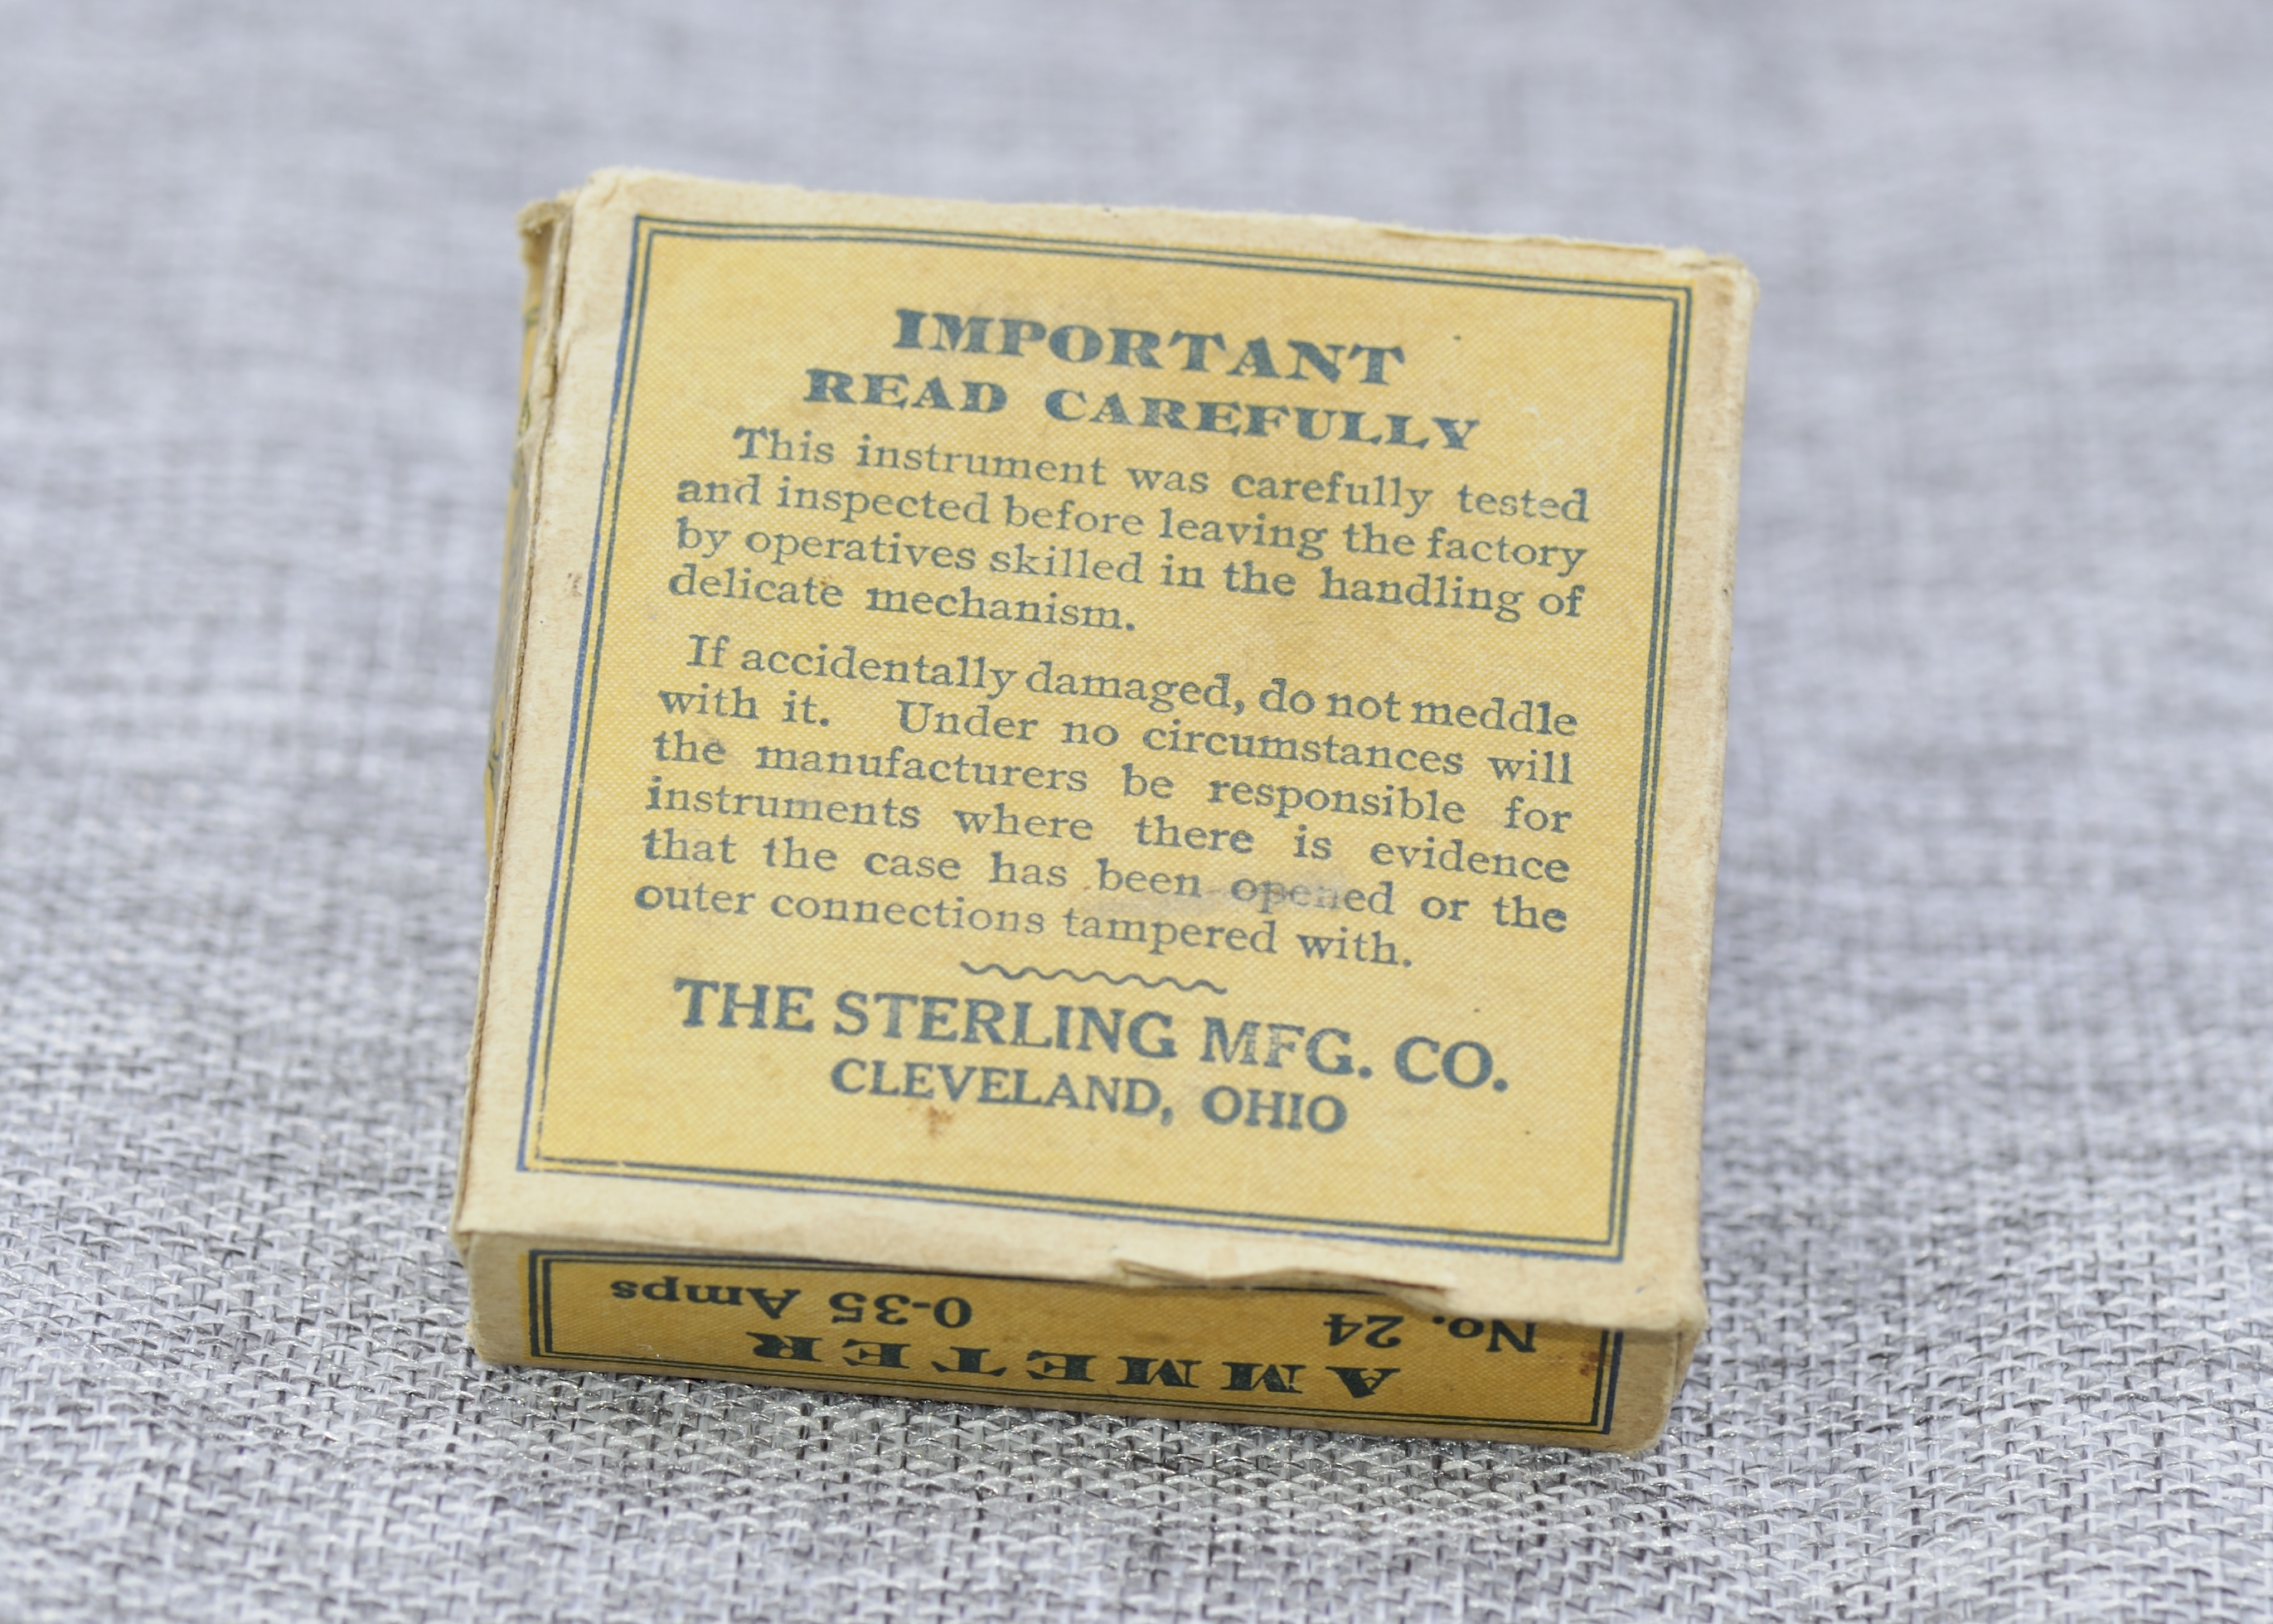 IMPORTANT
READ CAREFULLY
This instrument was carefully tested
and inspected before leaving the factory
by operatives skilled in the handling of
delicate mechanism.
If accidentally damaged, do not meddle
with it. Under no circumstances will
the manufacturers be responsible for
instruments where there is evidence
that the case has been opened or the
outer connections tampered with.
THE STERLING MFG. CO.
CLEVELAND, OHIO
AMMETER
No. 24 0-35 Amps